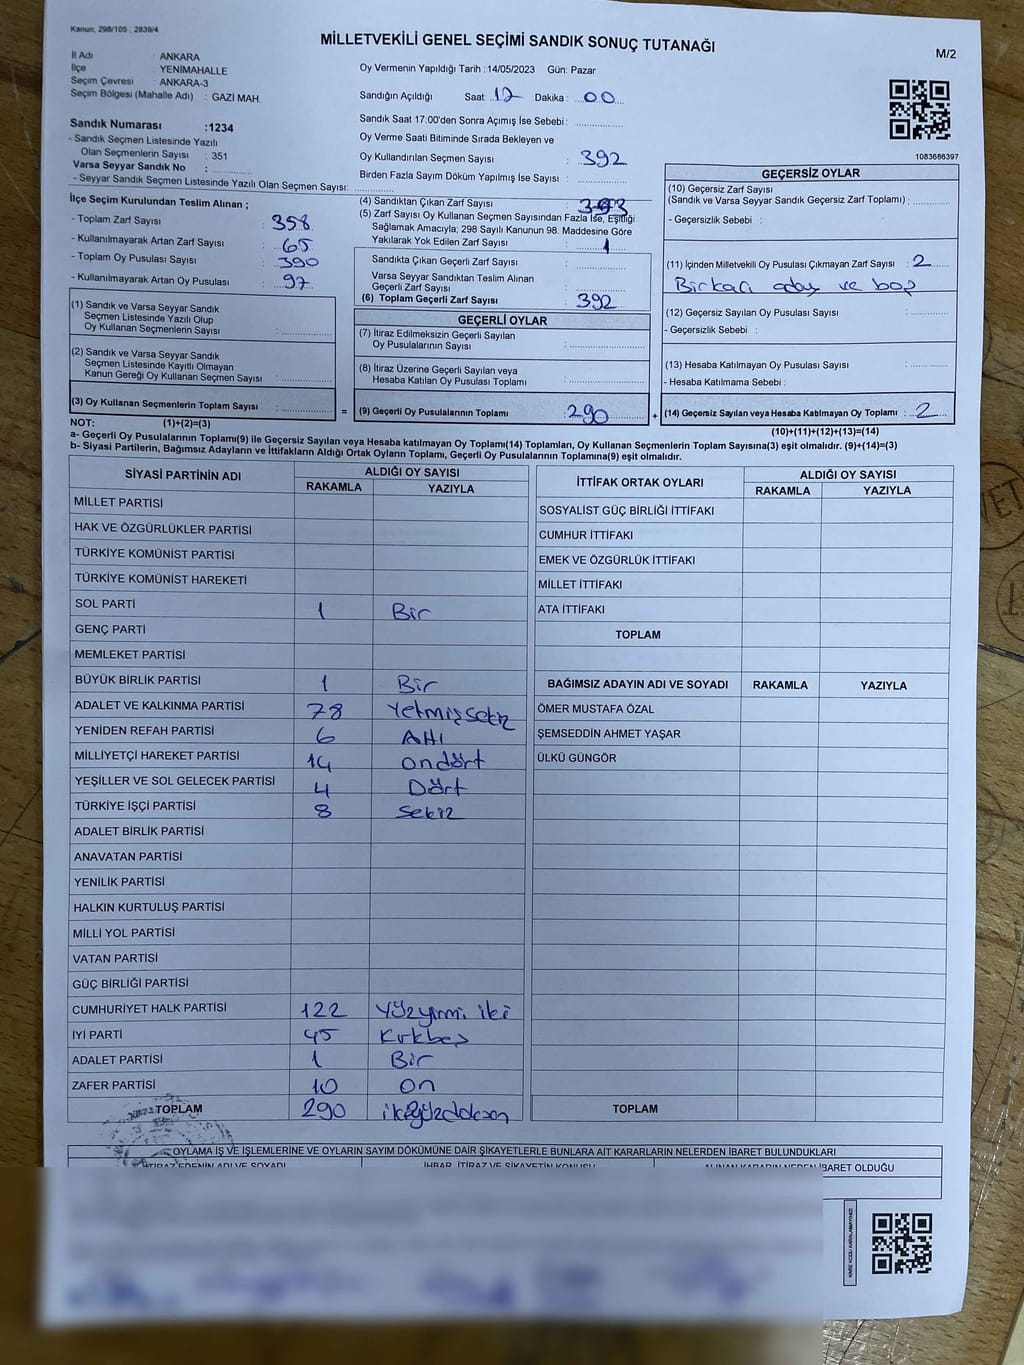 Kanun: 298/105 , 2839/4
MİLLETVEKİLİ GENEL SEÇİMİ SANDIK SONUÇ TUTANAĞI
M/2
İl Adı : ANKARA
İlçe : YENİMAHALLE
Seçim Çevresi : ANKARA-3
Seçim Bölgesi (Mahalle Adı) : GAZİ MAH.
Oy Vermenin Yapıldığı Tarih : 14/05/2023 Gün: Pazar
Sandığın Açıldığı Saat: 12 Dakika: 00
Sandık Saat 17:00'den Sonra Açımış İse Sebebi:
Oy Verme Saati Bitiminde Sırada Bekleyen ve
Oy Kullandırılan Seçmen Sayısı : 392
Birden Fazla Sayım Döküm Yapılmış İse Sayısı :
1083686397
Sandık Numarası :1234
- Sandık Seçmen Listesinde Yazılı
Olan Seçmenlerin Sayısı : 351
Varsa Seyyar Sandık No :
- Seyyar Sandık Seçmen Listesinde Yazılı Olan Seçmen Sayısı:
İlçe Seçim Kurulundan Teslim Alınan ;
- Toplam Zarf Sayısı : 358
- Kullanılmayarak Artan Zarf Sayısı : 65
- Toplam Oy Pusulası Sayısı : 390
- Kullanılmayarak Artan Oy Pusulası : 97
(1) Sandık ve Varsa Seyyar Sandık
Seçmen Listesinde Yazılı Olup
Oy Kullanan Seçmenlerin Sayısı :
(2) Sandık ve Varsa Seyyar Sandık
Seçmen Listesinde Kayıtlı Olmayan
Kanun Gereği Oy Kullanan Seçmen Sayısı :
(3) Oy Kullanan Seçmenlerin Toplam Sayısı :
(4) Sandıktan Çıkan Zarf Sayısı : 393
(5) Zarf Sayısı Oy Kullanan Seçmen Sayısından Fazla İse, Eşitliği
Sağlamak Amacıyla; 298 Sayılı Kanunun 98. Maddesine Göre
Yakılarak Yok Edilen Zarf Sayısı : 1
Sandıkta Çıkan Geçerli Zarf Sayısı :
Varsa Seyyar Sandıktan Teslim Alınan
Geçerli Zarf Sayısı :
(6) Toplam Geçerli Zarf Sayısı 392
GEÇERLİ OYLAR
(7) İtiraz Edilmeksizin Geçerli Sayılan
Oy Pusulalarının Sayısı :
(8) İtiraz Üzerine Geçerli Sayılan veya
Hesaba Katılan Oy Pusulası Toplamı :
= (9) Geçerli Oy Pusulalarının Toplamı : 290 +
GEÇERSİZ OYLAR
(10) Geçersiz Zarf Sayısı
(Sandık ve Varsa Seyyar Sandık Geçersiz Zarf Toplamı) :
- Geçersizlik Sebebi :
(11) İçinden Milletvekili Oy Pusulası Çıkmayan Zarf Sayısı : 2
ve boş
(12) Geçersiz Sayılan Oy Pusulası Sayısı :
- Geçersizlik Sebebi :
(13) Hesaba Katılmayan Oy Pusulası Sayısı :
- Hesaba Katılmama Sebebi :
(14) Geçersiz Sayılan veya Hesaba Katılmayan Oy Toplamı : 2
NOT: (1)+(2)=(3)
(10)+(11)+(12)+(13)=(14)
a- Geçerli Oy Pusulalarının Toplamı(9) ile Geçersiz Sayılan veya Hesaba katılmayan Oy Toplamı(14) Toplamları, Oy Kullanan Seçmenlerin Toplam Sayısına(3) eşit olmalıdır. (9)+(14)=(3)
b- Siyasi Partilerin, Bağımsız Adayların ve İttifakların Aldığı Ortak Oyların Toplamı, Geçerli Oy Pusulalarının Toplamına(9) eşit olmalıdır.
SİYASİ PARTİNİN ADI ALDIĞI OY SAYISI
RAKAMLA YAZIYLA
MİLLET PARTİSİ
HAK VE ÖZGÜRLÜKLER PARTİSİ
TÜRKİYE KOMÜNİST PARTİSİ
TÜRKİYE KOMÜNİST HAREKETİ
SOL PARTİ 1 Bir
GENÇ PARTİ
MEMLEKET PARTİSİ
BÜYÜK BİRLİK PARTİSİ 1 Bir
ADALET VE KALKINMA PARTİSİ 78 Yetmişsekiz
YENİDEN REFAH PARTİSİ 6 Altı
MİLLİYETÇİ HAREKET PARTİSİ 14 ondört
YEŞİLLER VE SOL GELECEK PARTİSİ 4 Dört
TÜRKİYE İŞÇİ PARTİSİ 8 Sekiz
ADALET BİRLİK PARTİSİ
ANAVATAN PARTİSİ
YENİLİK PARTİSİ
HALKIN KURTULUŞ PARTİSİ
MİLLİ YOL PARTİSİ
VATAN PARTİSİ
GÜÇ BİRLİĞİ PARTİSİ
CUMHURİYET HALK PARTİSİ 122 Yüzyirmi iki
İYİ PARTİ 45 Kırkbeş
ADALET PARTİSİ 1 Bir
ZAFER PARTİSİ 10 on
TOPLAM 290 ikiyüzdoksan
İTTİFAK ORTAK OYLARI ALDIĞI OY SAYISI
RAKAMLA YAZIYLA
SOSYALİST GÜÇ BİRLİĞİ İTTİFAKI
CUMHUR İTTİFAKI
EMEK VE ÖZGÜRLÜK İTTİFAKI
MİLLET İTTİFAKI
ATA İTTİFAKI
TOPLAM
BAĞIMSIZ ADAYIN ADI VE SOYADI RAKAMLA YAZIYLA
ÖMER MUSTAFA ÖZAL
ŞEMSEDDİN AHMET YAŞAR
ÜLKÜ GÜNGÖR
TOPLAM
OYLAMA İŞ VE İŞLEMLERİNE VE OYLARIN SAYIM DÖKÜMÜNE DAİR ŞİKAYETLERLE BUNLARA AİT KARARLARIN NELERDEN İBARET BULUNDUKLARI
İTİRAZ EDENİN ADI VE SOYADI İHBAR, İTİRAZ VE ŞİKAYETİN KONUSU ALINAN KARARIN NEDEN İBARET OLDUĞU
KARE KODU KARALAMAYINIZ